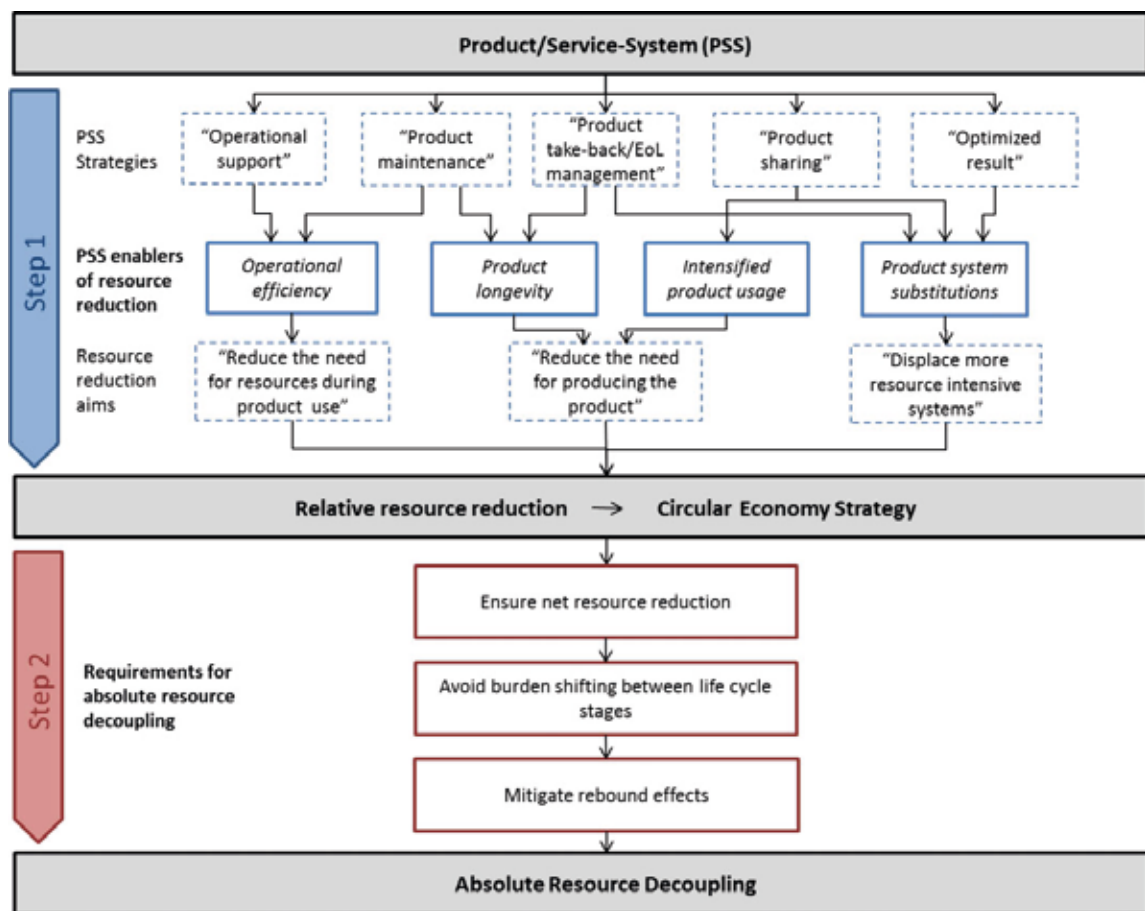 Product/Service-System (PSS)
Step 1
PSS
Strategies
"Operational
support"
"Product
maintenance"
"Product
take-back/EoL
management"
"Product
sharing"
"Optimized
result"
PSS enablers
of resource
reduction
Operational
efficiency
Product
longevity
Intensified
product usage
Product system
substitutions
Resource
reduction
aims
"Reduce the need
for resources during
product use"
"Reduce the need
for producing the
product"
"Displace more
resource intensive
systems"
Relative resource reduction → Circular Economy Strategy
Step 2
Requirements for
absolute resource
decoupling
Ensure net resource reduction
Avoid burden shifting between life cycle
stages
Mitigate rebound effects
Absolute Resource Decoupling